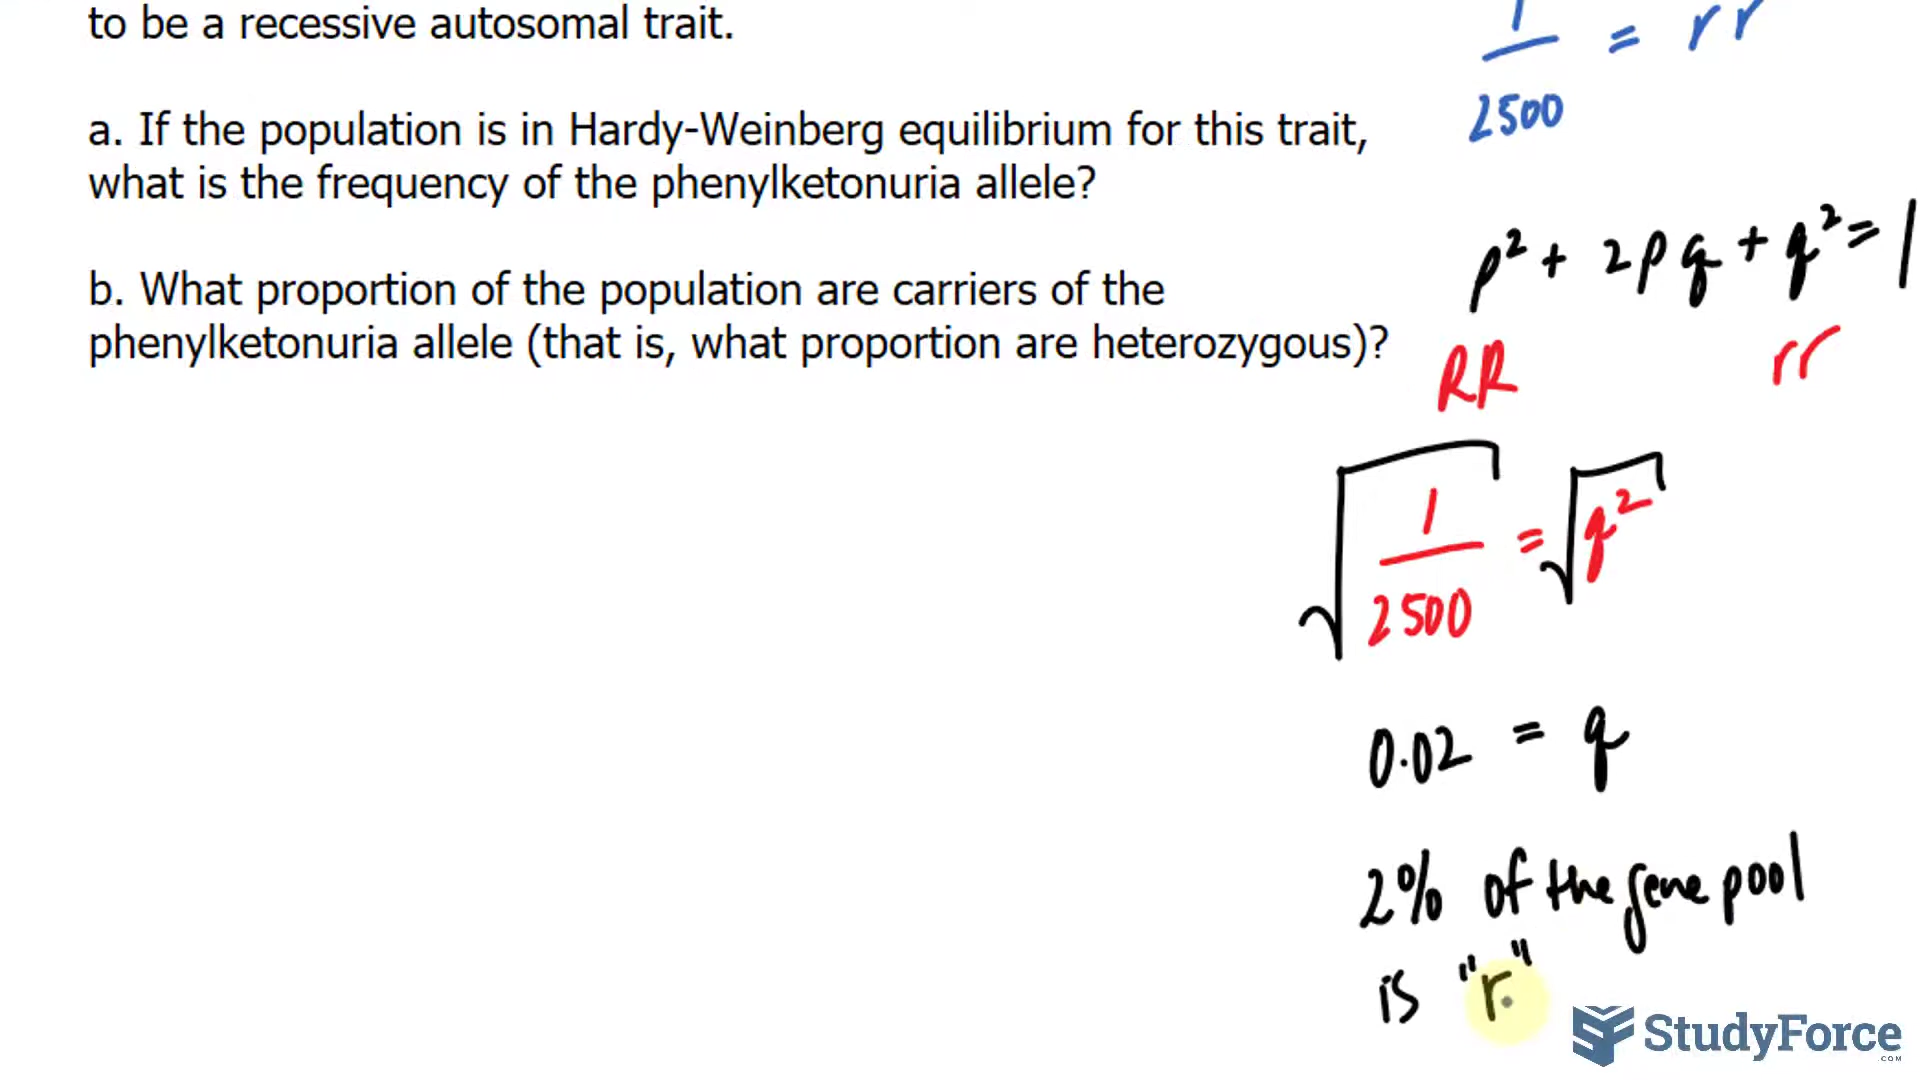 to be a recessive autosomal trait.
a. If the population is in Hardy-Weinberg equilibrium for this trait,
what is the frequency of the phenylketonuria allele?
b. What proportion of the population are carriers of the
phenylketonuria allele (that is, what proportion are heterozygous)?
1/2500 = rr
p² + 2pq + q² = 1
RR rr
√(1/2500) = √(q²)
0.02 = q
2% of the gene pool
is "r"
StudyForce
.COM